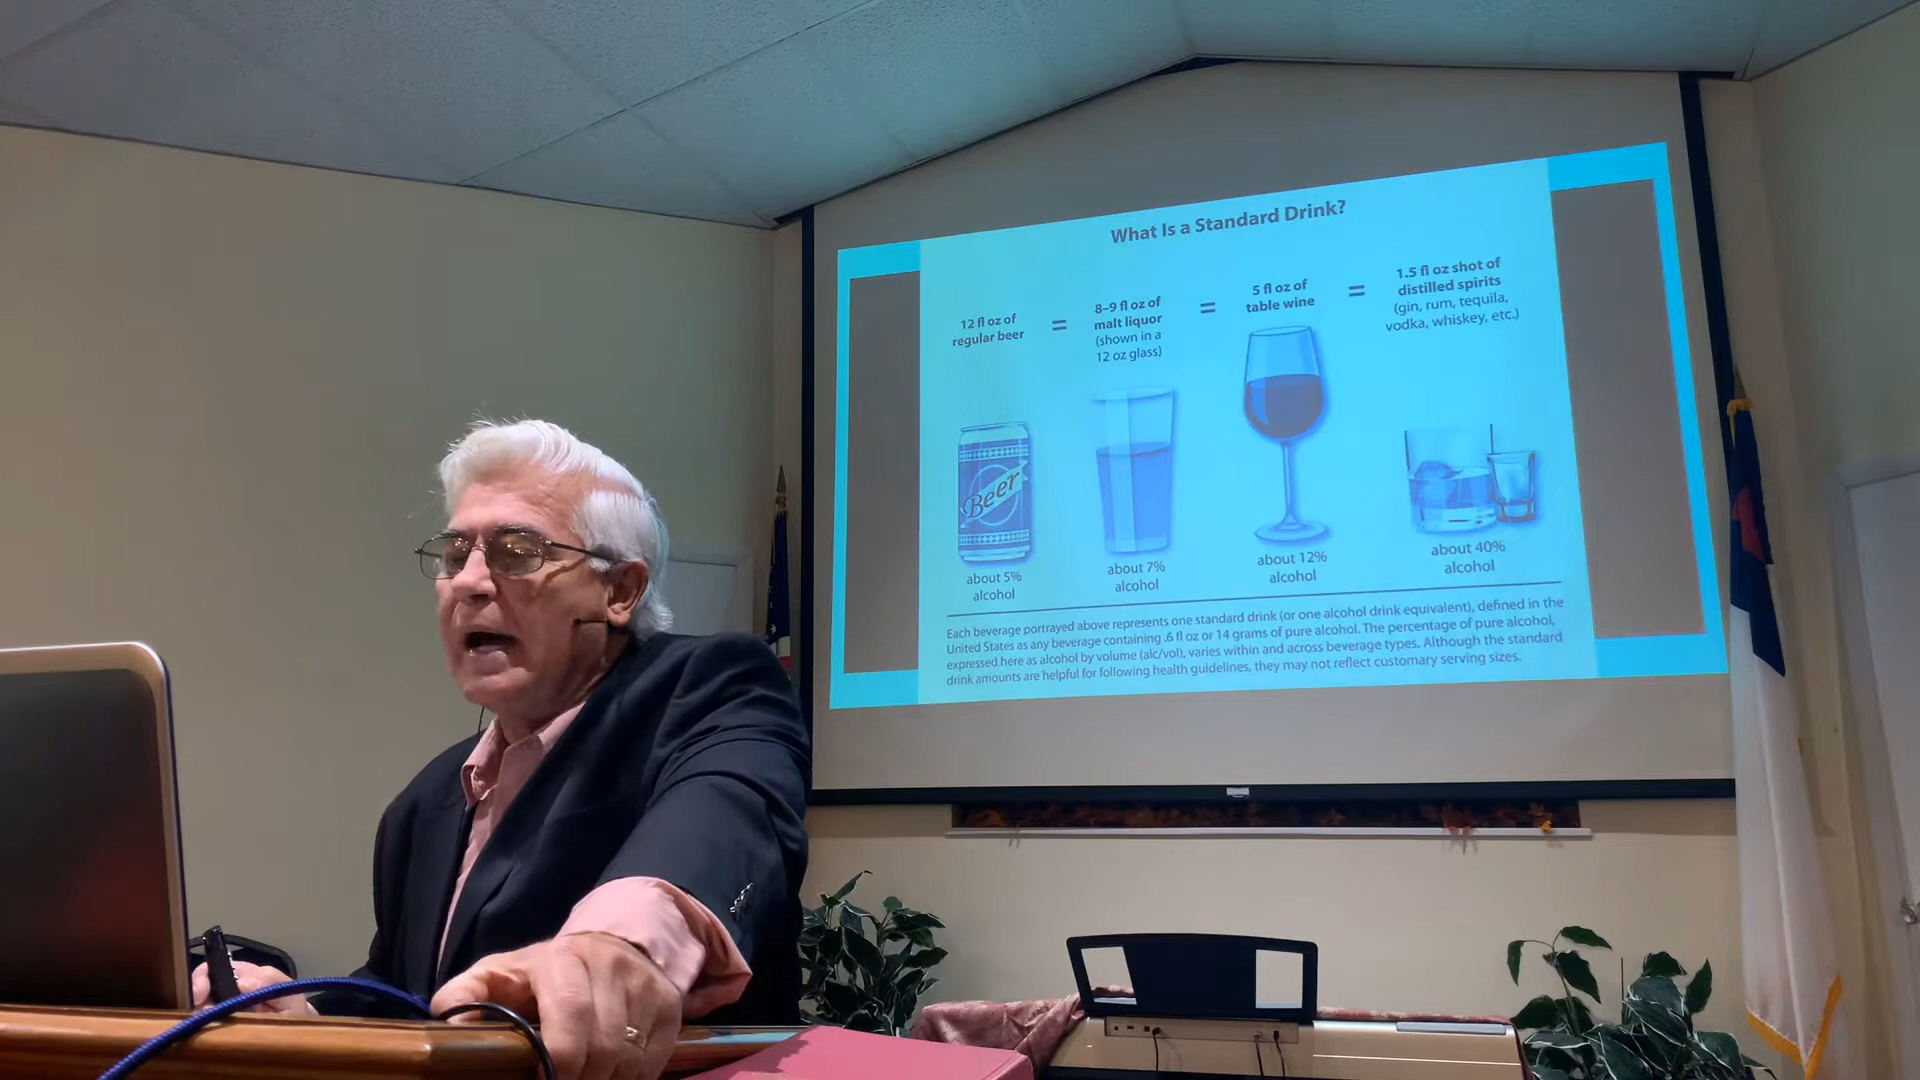 What Is a Standard Drink?
12 fl oz of
regular beer
=
8–9 fl oz of
malt liquor
(shown in a
12 oz glass)
=
5 fl oz of
table wine
=
1.5 fl oz shot of
distilled spirits
(gin, rum, tequila,
vodka, whiskey, etc.)
Beer
about 5%
alcohol
about 7%
alcohol
about 12%
alcohol
about 40%
alcohol
Each beverage portrayed above represents one standard drink (or one alcohol drink equivalent), defined in the
United States as any beverage containing .6 fl oz or 14 grams of pure alcohol. The percentage of pure alcohol,
expressed here as alcohol by volume (alc/vol), varies within and across beverage types. Although the standard
drink amounts are helpful for following health guidelines, they may not reflect customary serving sizes.